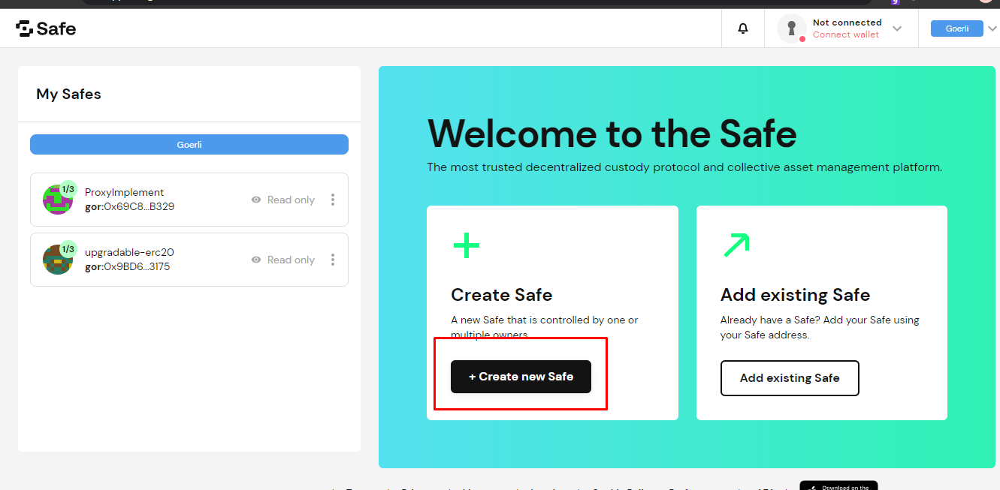 Safe
Not connected
Connect wallet
Goerli
My Safes
Goerli
1/3
ProxyImplement
gor:0x69C8...B329
Read only
1/3
upgradable-erc20
gor:0x9BD6...3175
Read only
Welcome to the Safe
The most trusted decentralized custody protocol and collective asset management platform.
Create Safe
A new Safe that is controlled by one or
multiple owners
+ Create new Safe
Add existing Safe
Already have a Safe? Add your Safe using
your Safe address.
Add existing Safe
Download on the